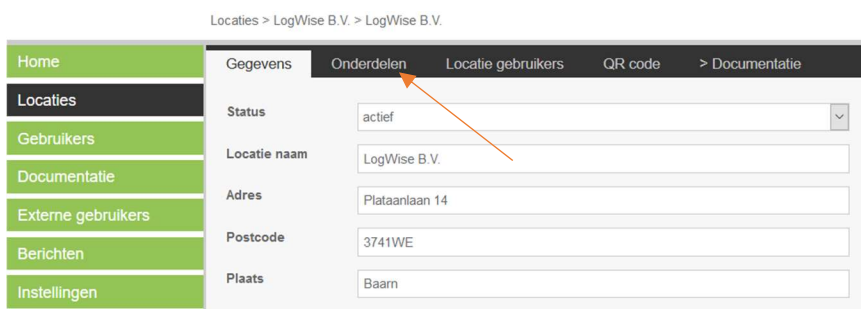 Locaties > LogWise B.V. > LogWise B.V.
Home
Locaties
Gebruikers
Documentatie
Externe gebruikers
Berichten
Instellingen
Gegevens Onderdelen Locatie gebruikers QR code > Documentatie
Status actief
Locatie naam LogWise B.V.
Adres Plataanlaan 14
Postcode 3741WE
Plaats Baarn